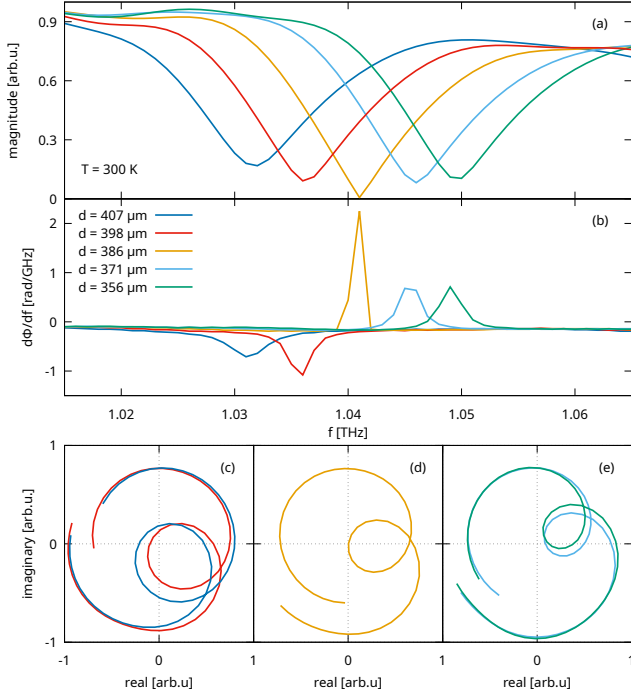 (a)
magnitude [arb.u.]
0.9
0.6
0.3
0
T = 300 K
(b)
dΦ/df [rad/GHz]
2
1
0
-1
d = 407 µm
d = 398 µm
d = 386 µm
d = 371 µm
d = 356 µm
1.02 1.03 1.04 1.05 1.06
f [THz]
(c) (d) (e)
imaginary [arb.u.]
1
0
-1
-1 0 1 0 1 0 1
real [arb.u] real [arb.u] real [arb.u]